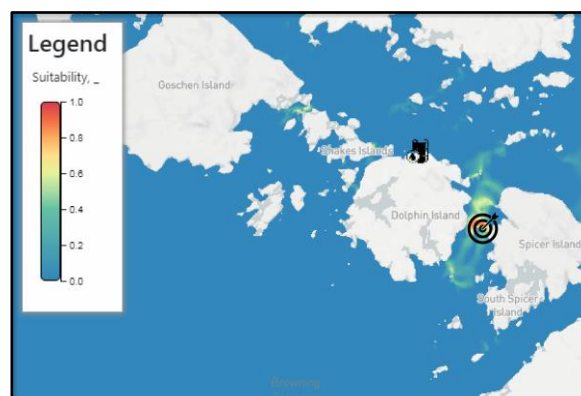 Legend
Suitability, _
1.0
0.8
0.6
0.4
0.2
0.0
Goschen Island
Snakes Islands
Dolphin Island
Spicer Island
South Spicer
Island
Browning